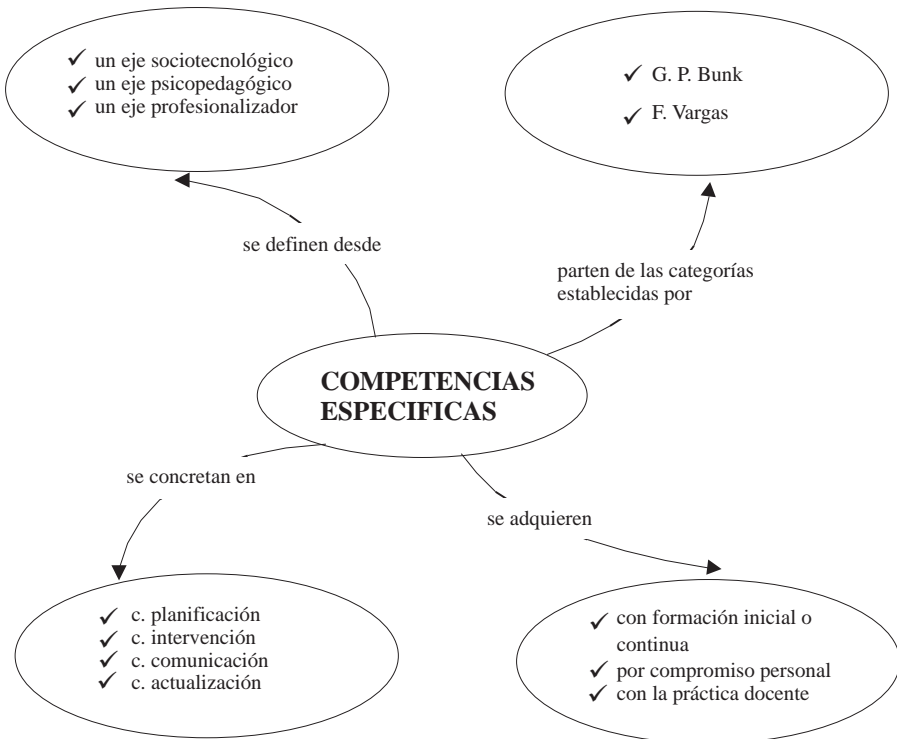 ✓ un eje sociotecnológico
✓ un eje psicopedagógico
✓ un eje profesionalizador
✓ G. P. Bunk
✓ F. Vargas
se definen desde
parten de las categorías
establecidas por
COMPETENCIAS
ESPECIFICAS
se concretan en
se adquieren
✓ c. planificación
✓ c. intervención
✓ c. comunicación
✓ c. actualización
✓ con formación inicial o
continua
✓ por compromiso personal
✓ con la práctica docente